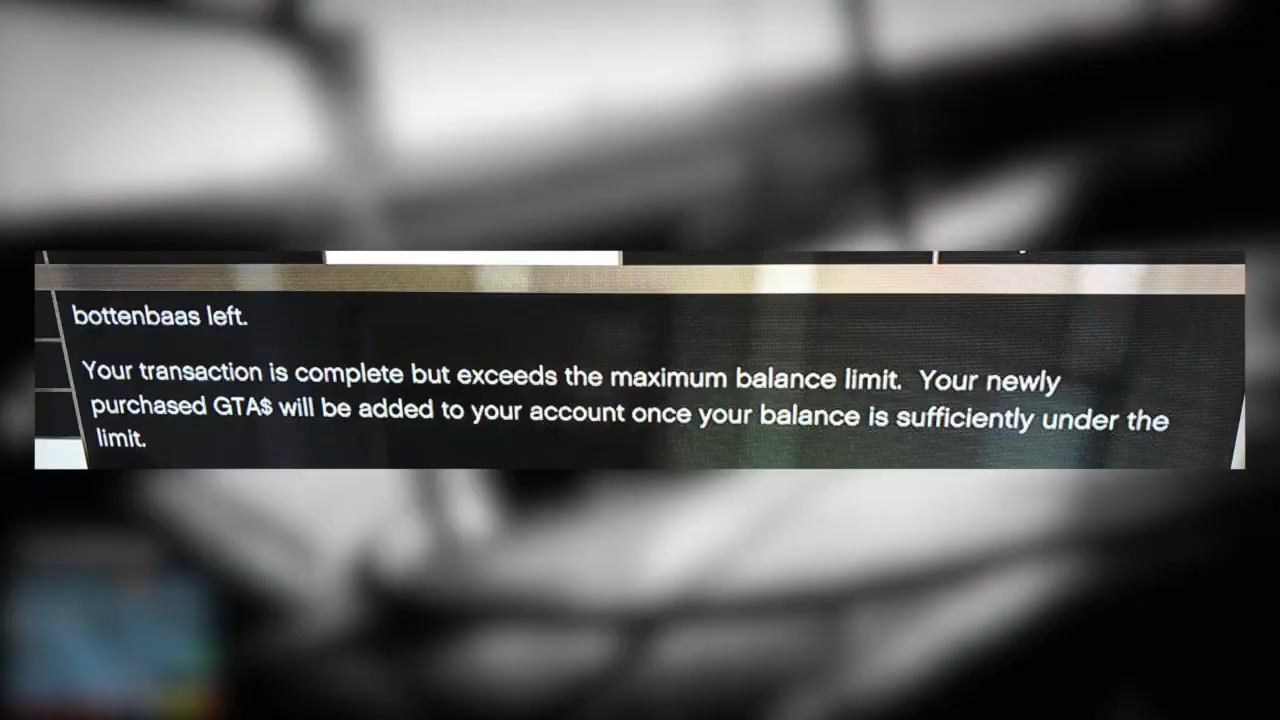 bottenbaas left.
Your transaction is complete but exceeds the maximum balance limit.  Your newly
purchased GTA$ will be added to your account once your balance is sufficiently under the
limit.